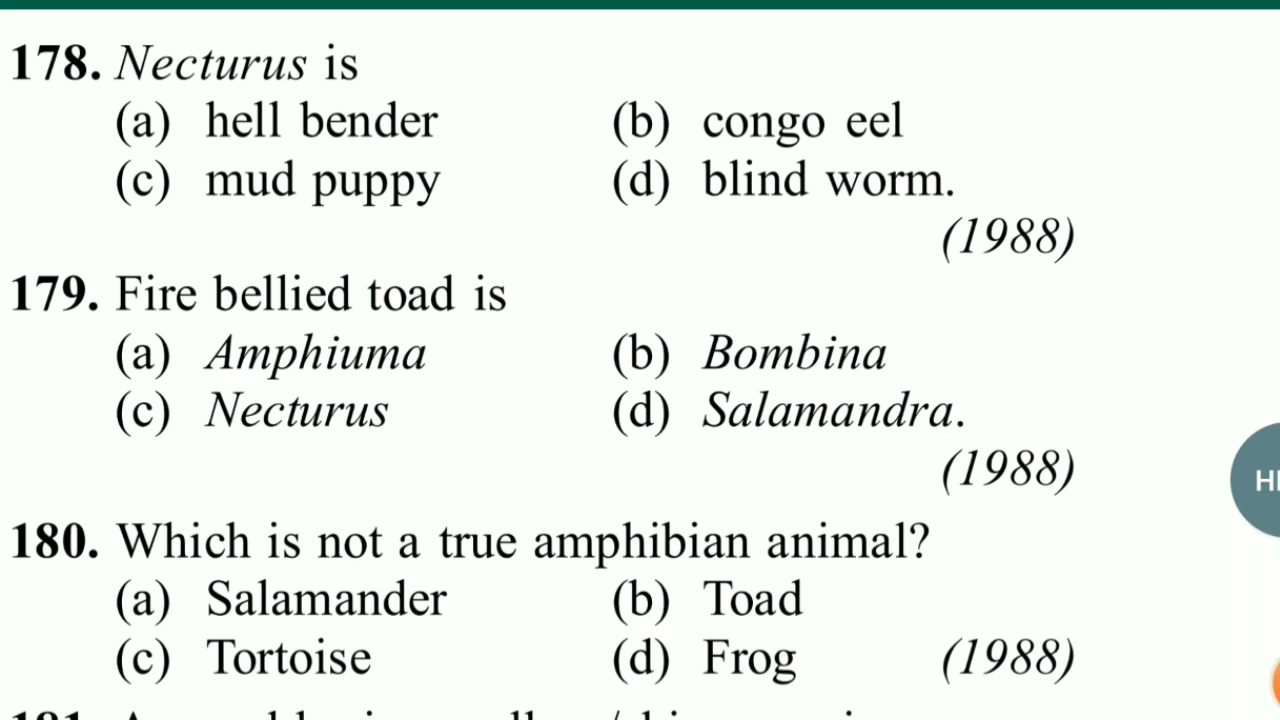 178. Necturus is
(a) hell bender (b) congo eel
(c) mud puppy (d) blind worm.
(1988)
179. Fire bellied toad is
(a) Amphiuma (b) Bombina
(c) Necturus (d) Salamandra.
(1988)
180. Which is not a true amphibian animal?
(a) Salamander (b) Toad
(c) Tortoise (d) Frog (1988)